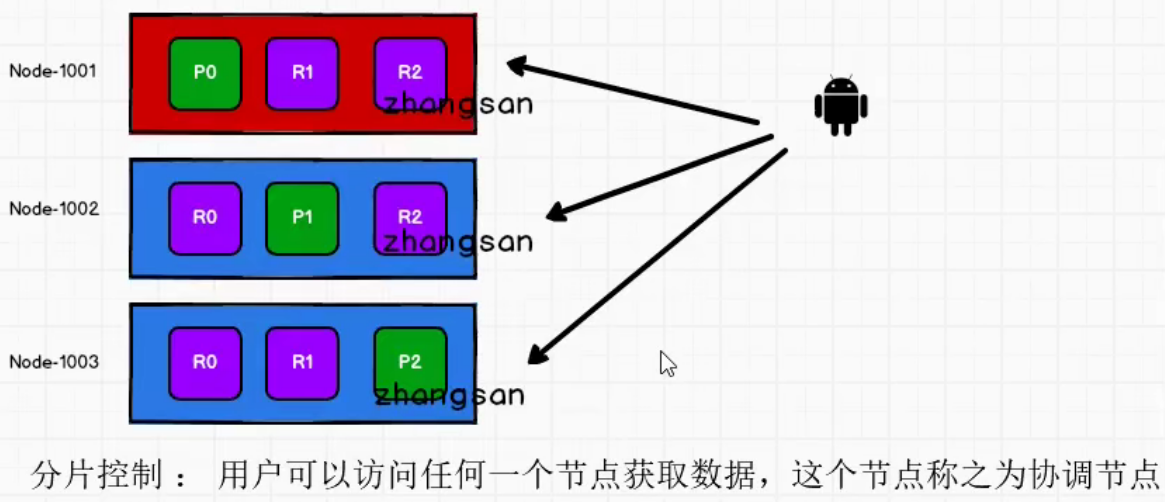 Node-1001 P0 R1 R2
zhangsan
Node-1002 R0 P1 R2
zhangsan
Node-1003 R0 R1 P2
zhangsan
分片控制： 用户可以访问任何一个节点获取数据，这个节点称之为协调节点